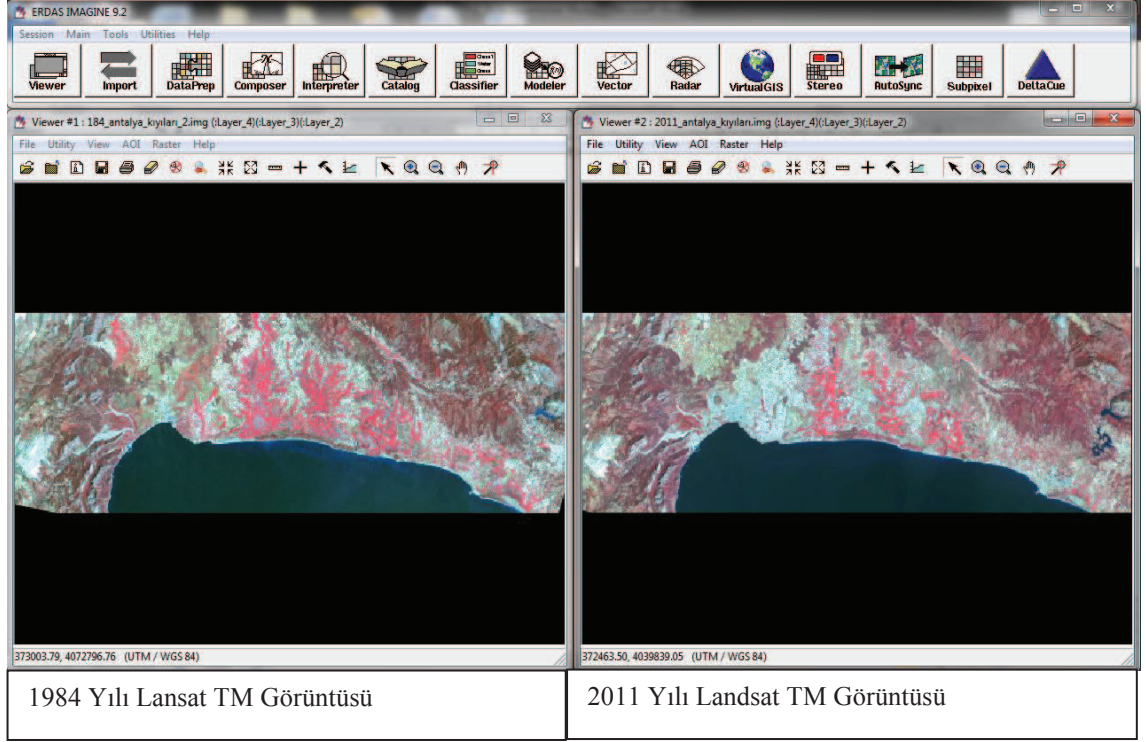 ERDAS IMAGINE 9.2
Session Main Tools Utilities Help
Viewer Import DataPrep Composer Interpreter Catalog Classifier Modeler Vector Radar VirtualGIS Stereo AutoSync Subpixel DeltaCue
Viewer #1 : 184_antalya_kıyıları_2.img (:Layer_4)(:Layer_3)(:Layer_2)
File Utility View AOI Raster Help
373003.79, 4072796.76 (UTM / WGS 84)
1984 Yılı Lansat TM Görüntüsü
Viewer #2 : 2011_antalya_kıyıları.img (:Layer_4)(:Layer_3)(:Layer_2)
File Utility View AOI Raster Help
372463.50, 4039839.05 (UTM / WGS 84)
2011 Yılı Landsat TM Görüntüsü